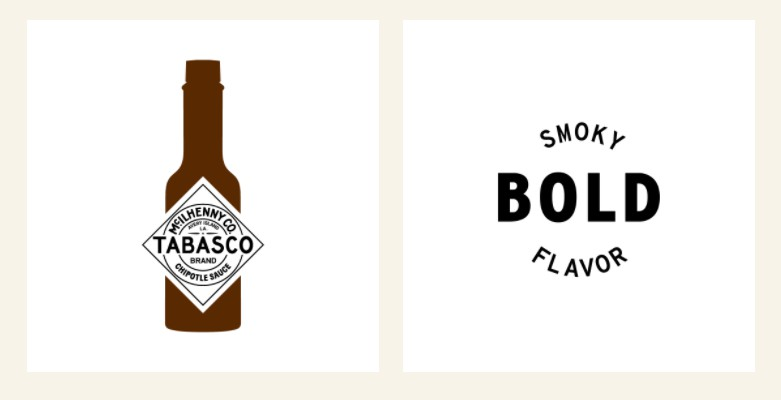 McILHENNY CO.
AVERY ISLAND
LA.
TABASCO
BRAND
CHIPOTLE SAUCE
SMOKY
BOLD
FLAVOR